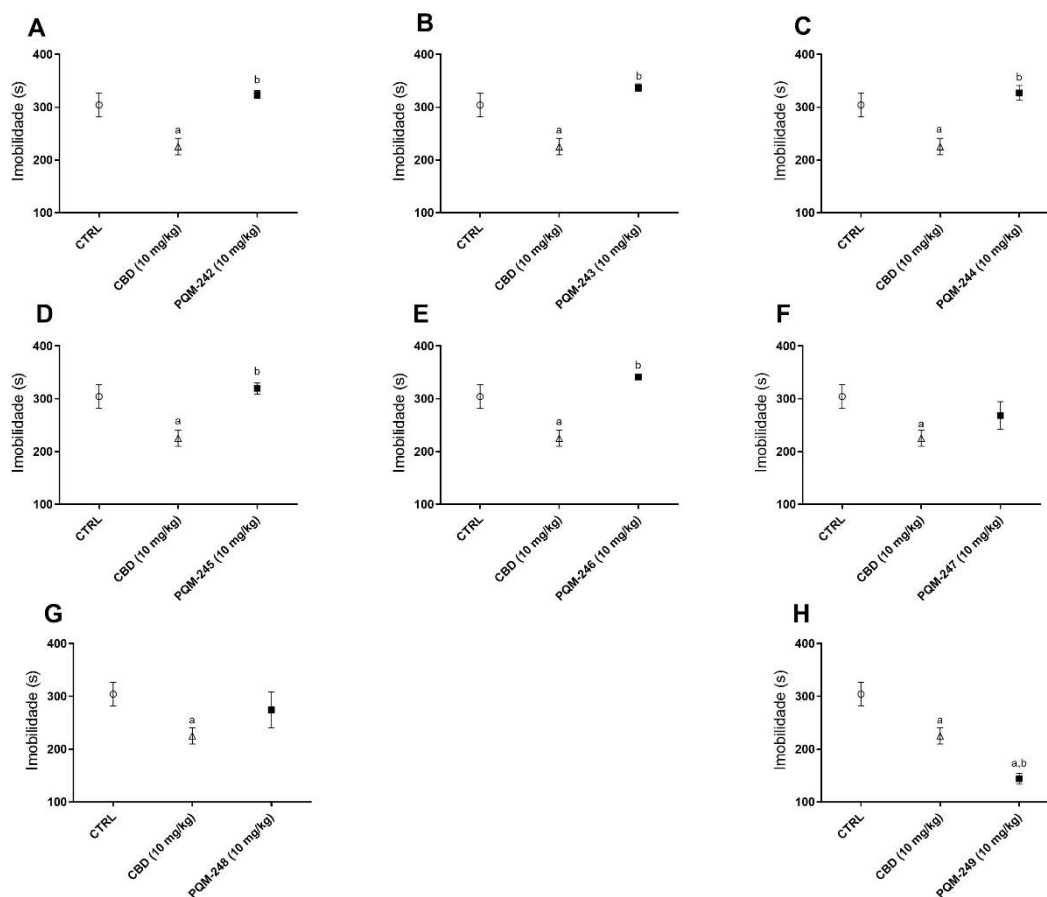 A
Imobilidade (s)
400
300
200
100
b
a
CTRL
CBD (10 mg/kg)
PQM-242 (10 mg/kg)
B
Imobilidade (s)
400
300
200
100
b
a
CTRL
CBD (10 mg/kg)
PQM-243 (10 mg/kg)
C
Imobilidade (s)
400
300
200
100
b
a
CTRL
CBD (10 mg/kg)
PQM-244 (10 mg/kg)
D
Imobilidade (s)
400
300
200
100
b
a
CTRL
CBD (10 mg/kg)
PQM-245 (10 mg/kg)
E
Imobilidade (s)
400
300
200
100
b
a
CTRL
CBD (10 mg/kg)
PQM-246 (10 mg/kg)
F
Imobilidade (s)
400
300
200
100
a
CTRL
CBD (10 mg/kg)
PQM-247 (10 mg/kg)
G
Imobilidade (s)
400
300
200
100
a
CTRL
CBD (10 mg/kg)
PQM-248 (10 mg/kg)
H
Imobilidade (s)
400
300
200
100
a
a,b
CTRL
CBD (10 mg/kg)
PQM-249 (10 mg/kg)